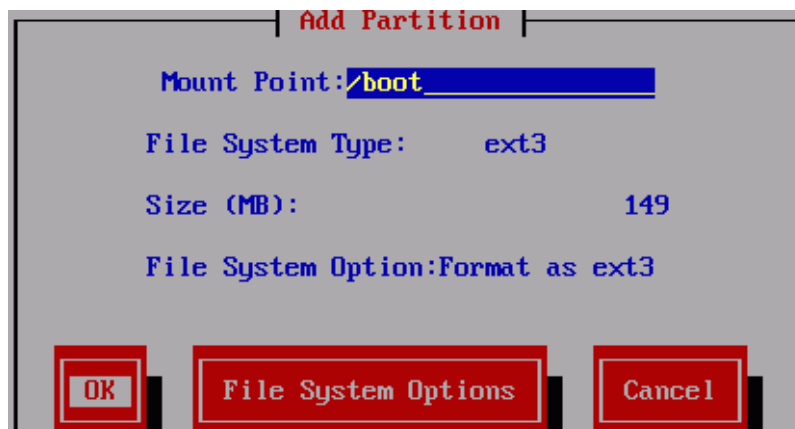 Add Partition
Mount Point:/boot
File System Type: ext3
Size (MB): 149
File System Option:Format as ext3
OK File System Options Cancel